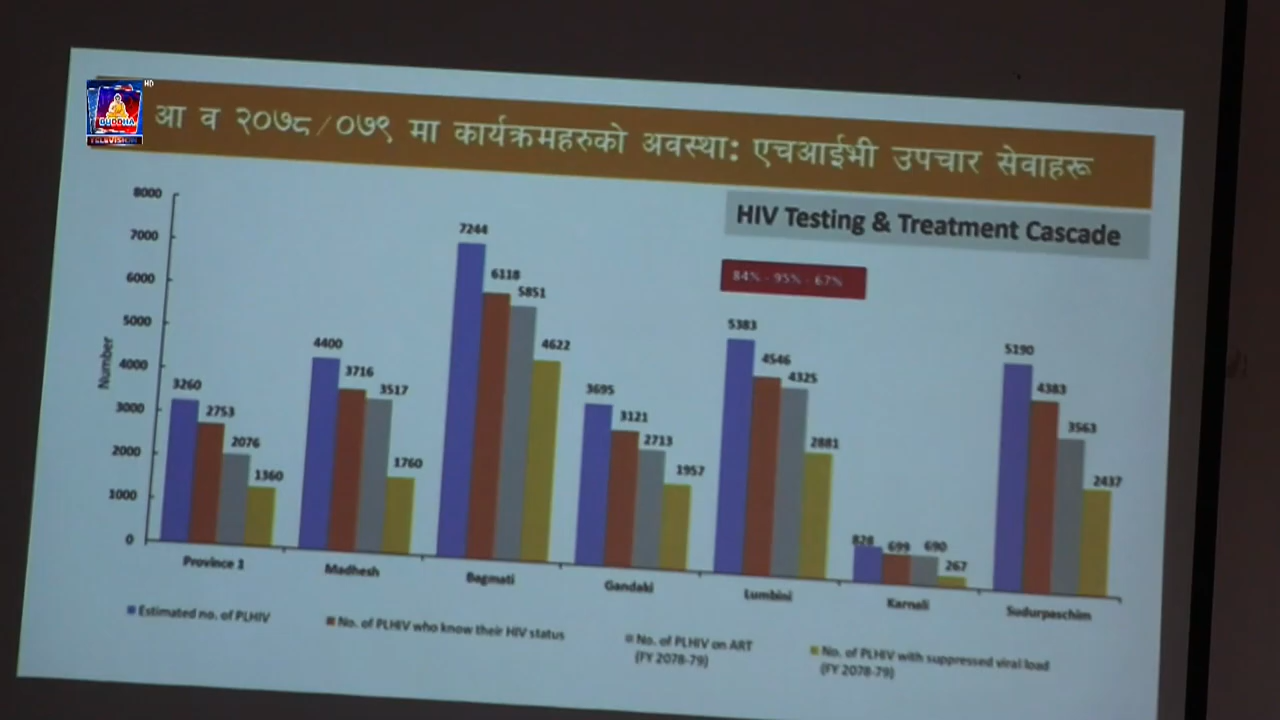 HD
BUDDHA
TELEVISION
आ व २०७८/०७९ मा कार्यक्रमहरुको अवस्था: एचआईभी उपचार सेवाहरू
HIV Testing & Treatment Cascade
84% - 95% - 67%
Number
8000
7000
6000
5000
4000
3000
2000
1000
0
3260
2753
2076
1360
4400
3716
3517
1760
7244
6118
5851
4622
3695
3121
2713
1957
5383
4546
4325
2881
828
699
690
267
5190
4383
3563
2437
Province 1
Madhesh
Bagmati
Gandaki
Lumbini
Karnali
Sudurpaschim
Estimated no. of PLHIV
No. of PLHIV who know their HIV status
No. of PLHIV on ART
(FY 2078-79)
No. of PLHIV with suppressed viral load
(FY 2078-79)